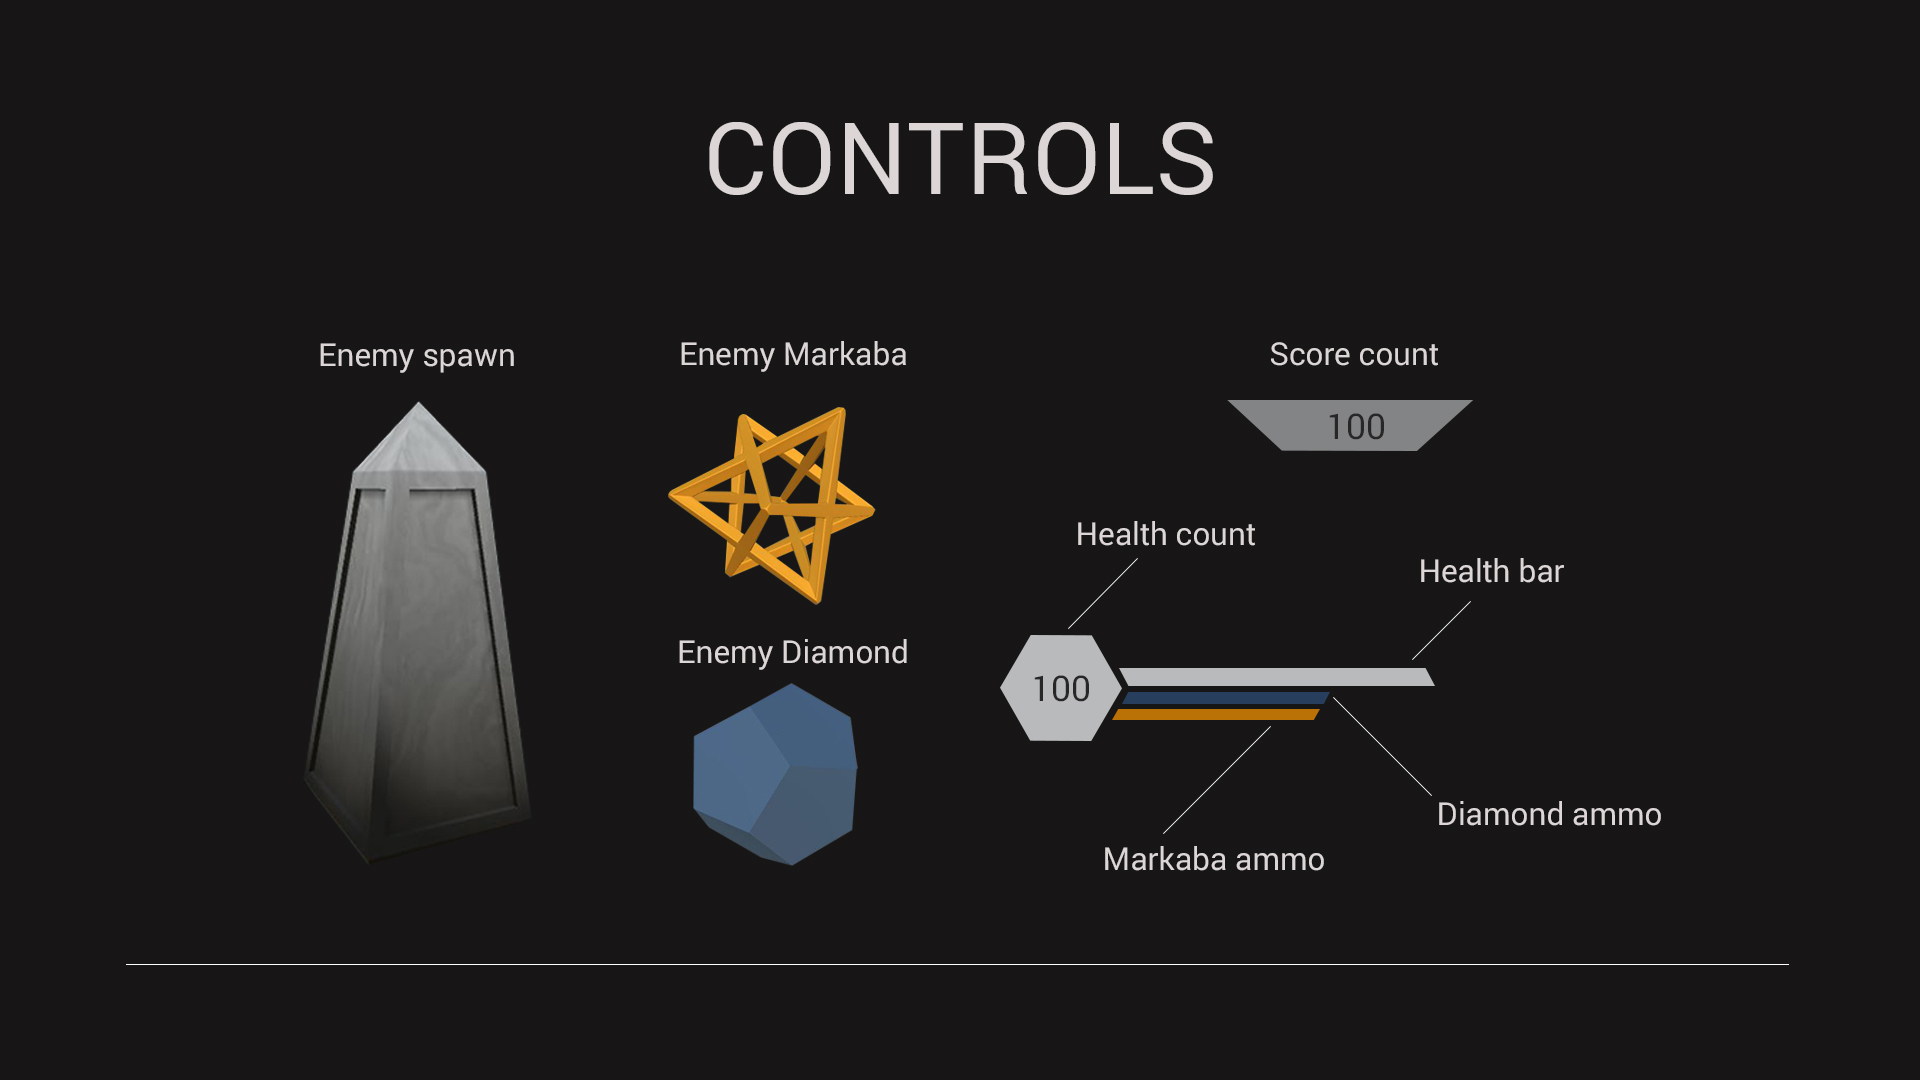 CONTROLS
Enemy spawn
Enemy Markaba
Enemy Diamond
Score count
100
Health count
Health bar
100
Diamond ammo
Markaba ammo